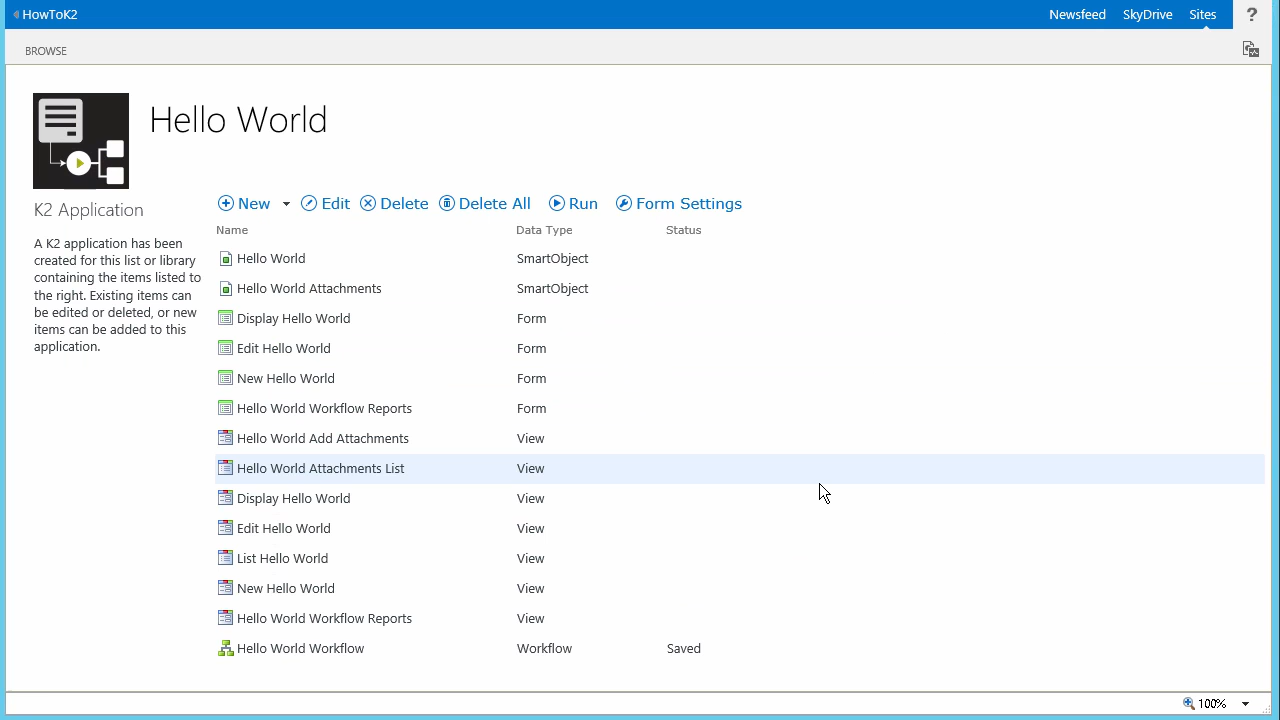 HowToK2
Newsfeed SkyDrive Sites ?
BROWSE
Hello World
K2 Application
A K2 application has been
created for this list or library
containing the items listed to
the right. Existing items can
be edited or deleted, or new
items can be added to this
application.
New Edit Delete Delete All Run Form Settings
Name Data Type Status
Hello World SmartObject
Hello World Attachments SmartObject
Display Hello World Form
Edit Hello World Form
New Hello World Form
Hello World Workflow Reports Form
Hello World Add Attachments View
Hello World Attachments List View
Display Hello World View
Edit Hello World View
List Hello World View
New Hello World View
Hello World Workflow Reports View
Hello World Workflow Workflow Saved
100%